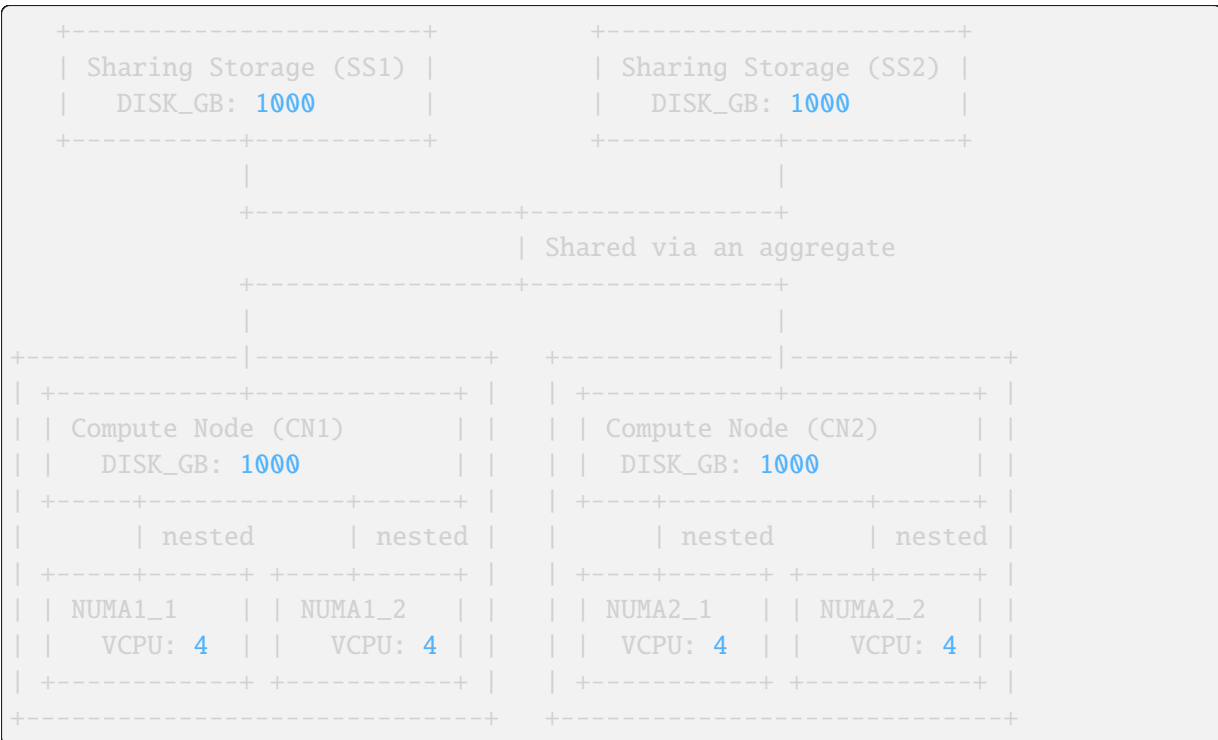 +-----------------------+          +-----------------------+
| Sharing Storage (SS1) |          | Sharing Storage (SS2) |
|   DISK_GB: 1000       |          |   DISK_GB: 1000       |
+-----------+-----------+          +-----------+-----------+
            |                                  |
            +-----------------+----------------+
                              | Shared via an aggregate
            +-----------------+----------------+
            |                                  |
+--------------|---------------+   +--------------|--------------+
| +------------+-------------+ |   | +------------+------------+ |
| | Compute Node (CN1)       | |   | | Compute Node (CN2)      | |
| |   DISK_GB: 1000          | |   | |  DISK_GB: 1000          | |
| +-----+-------------+------+ |   | +----+-------------+------+ |
|       | nested      | nested |   |      | nested      | nested |
| +-----+------+ +----+------+ |   | +----+------+ +----+------+ |
| | NUMA1_1    | | NUMA1_2   | |   | | NUMA2_1   | | NUMA2_2   | |
| |   VCPU: 4  | |   VCPU: 4 | |   | |  VCPU: 4  | |   VCPU: 4 | |
| +------------+ +-----------+ |   | +-----------+ +-----------+ |
+------------------------------+   +-----------------------------+